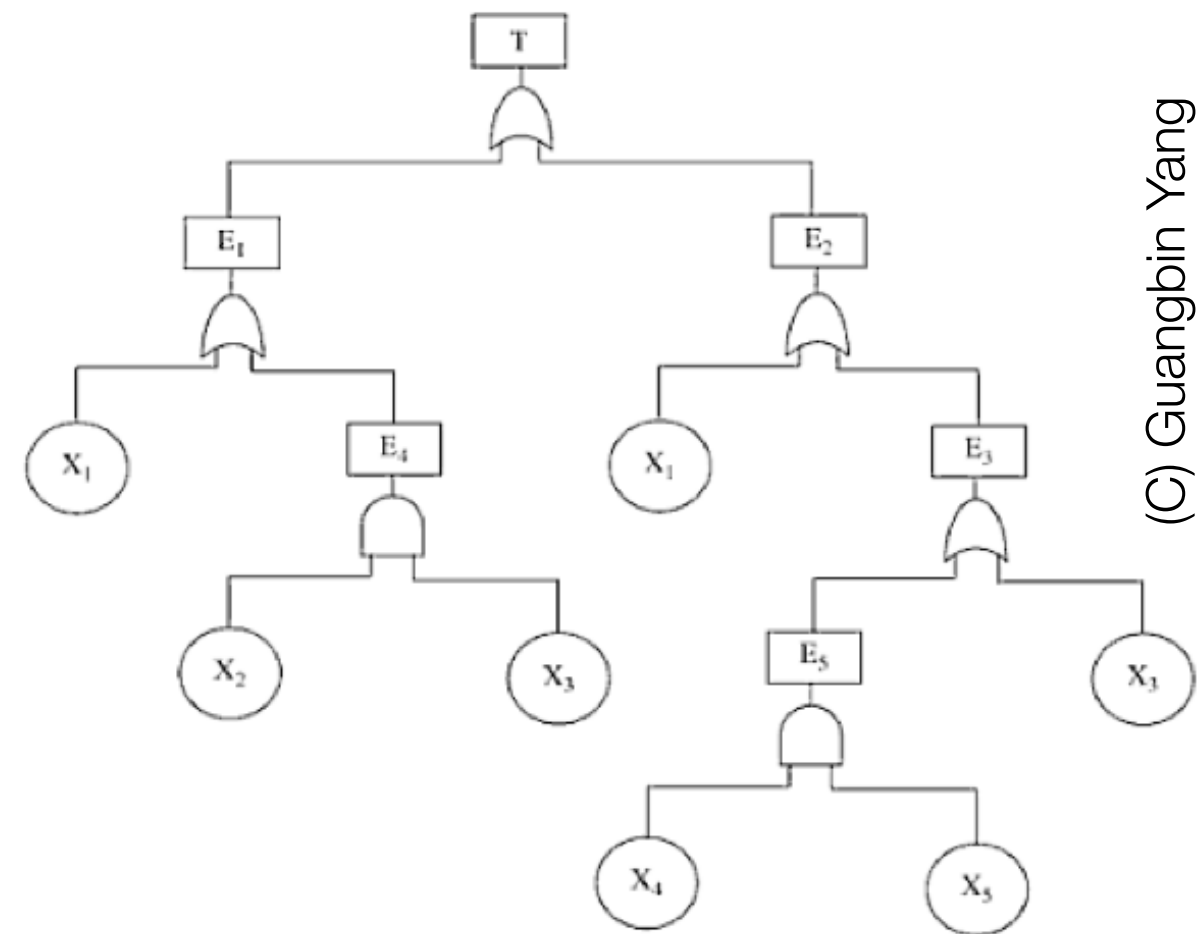 T
E₁
E₂
X₁
E₄
X₁
E₃
X₂
X₃
E₅
X₃
X₄
X₅
(C) Guangbin Yang